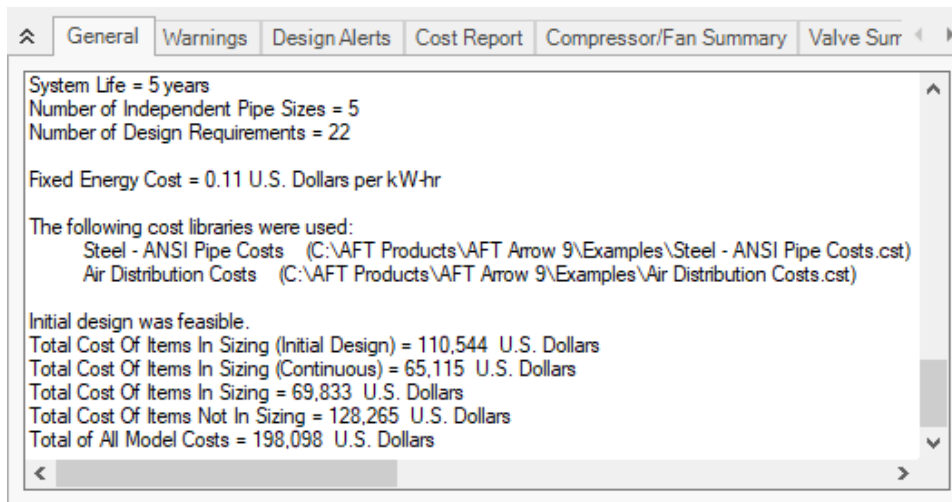 General
Warnings
Design Alerts
Cost Report
Compressor/Fan Summary
Valve Sum
System Life = 5 years
Number of Independent Pipe Sizes = 5
Number of Design Requirements = 22
Fixed Energy Cost = 0.11 U.S. Dollars per kW-hr
The following cost libraries were used:
Steel - ANSI Pipe Costs (C:\AFT Products\AFT Arrow 9\Examples\Steel - ANSI Pipe Costs.cst)
Air Distribution Costs (C:\AFT Products\AFT Arrow 9\Examples\Air Distribution Costs.cst)
Initial design was feasible.
Total Cost Of Items In Sizing (Initial Design) = 110,544 U.S. Dollars
Total Cost Of Items In Sizing (Continuous) = 65,115 U.S. Dollars
Total Cost Of Items In Sizing = 69,833 U.S. Dollars
Total Cost Of Items Not In Sizing = 128,265 U.S. Dollars
Total of All Model Costs = 198,098 U.S. Dollars